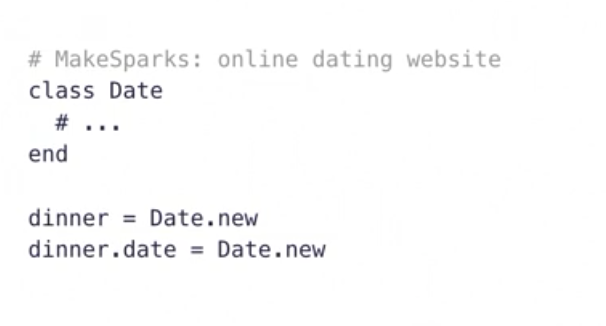 # MakeSparks: online dating website
class Date
  # ...
end

dinner = Date.new
dinner.date = Date.new